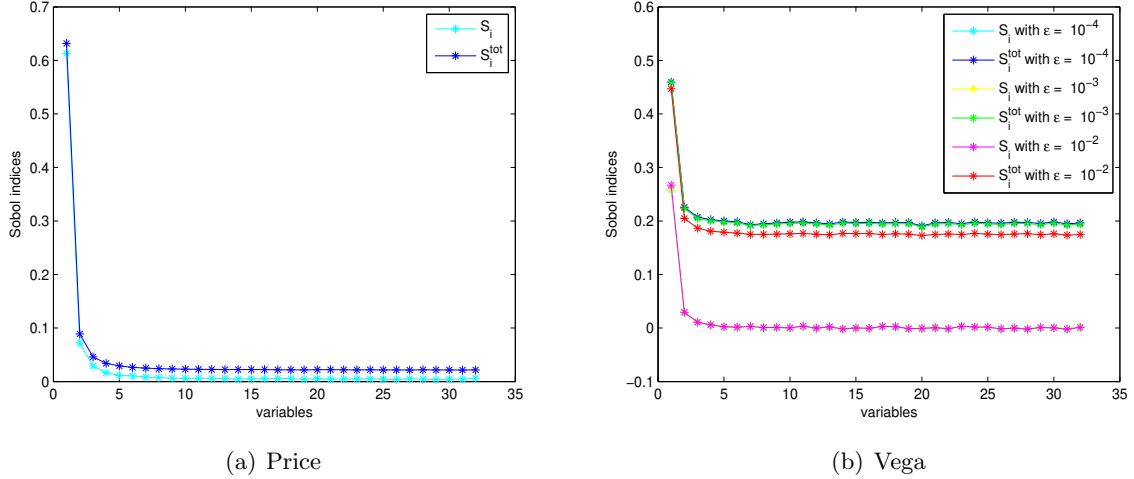 0.7
0.6
0.5
0.4
0.3
0.2
0.1
0
Sobol indices
0 5 10 15 20 25 30 35
variables
S_i
S_i^tot
(a) Price
0.6
0.5
0.4
0.3
0.2
0.1
0
−0.1
Sobol indices
0 5 10 15 20 25 30 35
variables
S_i with ε = 10^−4
S_i^tot with ε = 10^−4
S_i with ε = 10^−3
S_i^tot with ε = 10^−3
S_i with ε = 10^−2
S_i^tot with ε = 10^−2
(b) Vega